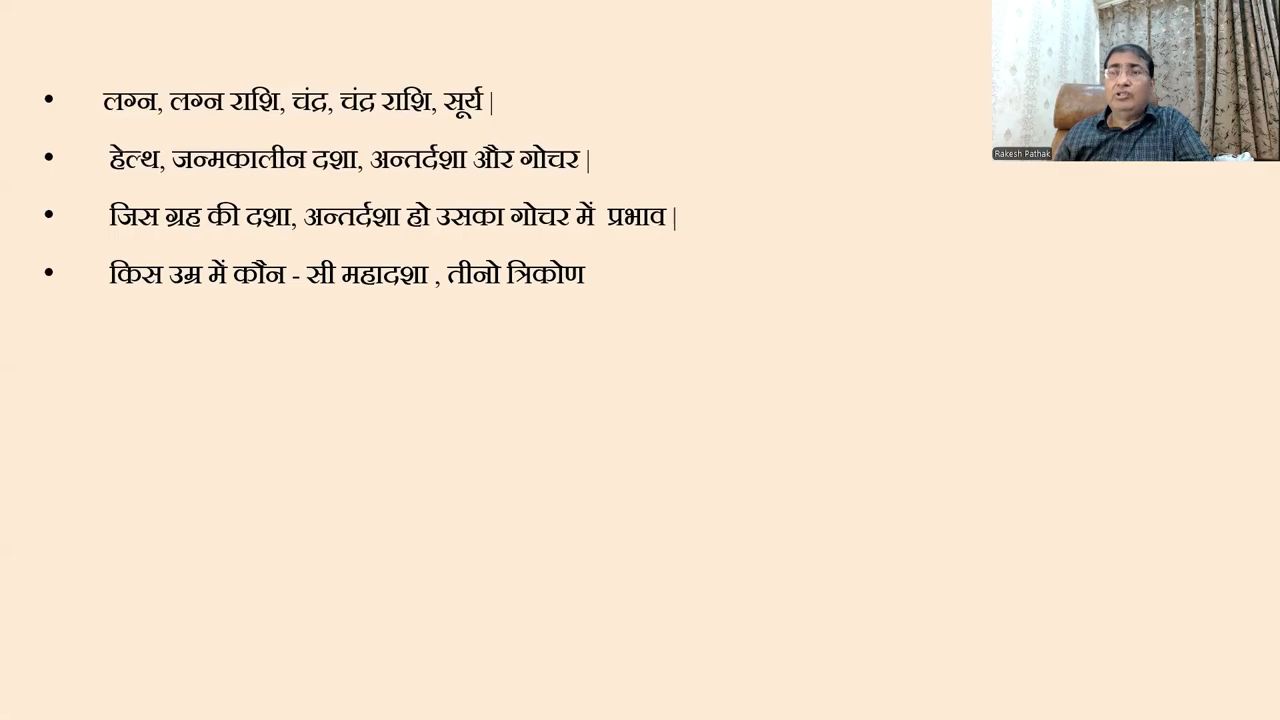 • लग्न, लग्न राशि, चंद्र, चंद्र राशि, सूर्य |
• हेल्थ, जन्मकालीन दशा, अन्तर्दशा और गोचर |
• जिस ग्रह की दशा, अन्तर्दशा हो उसका गोचर में प्रभाव |
• किस उम्र में कौन - सी महादशा , तीनो त्रिकोण
Rakesh Pathak